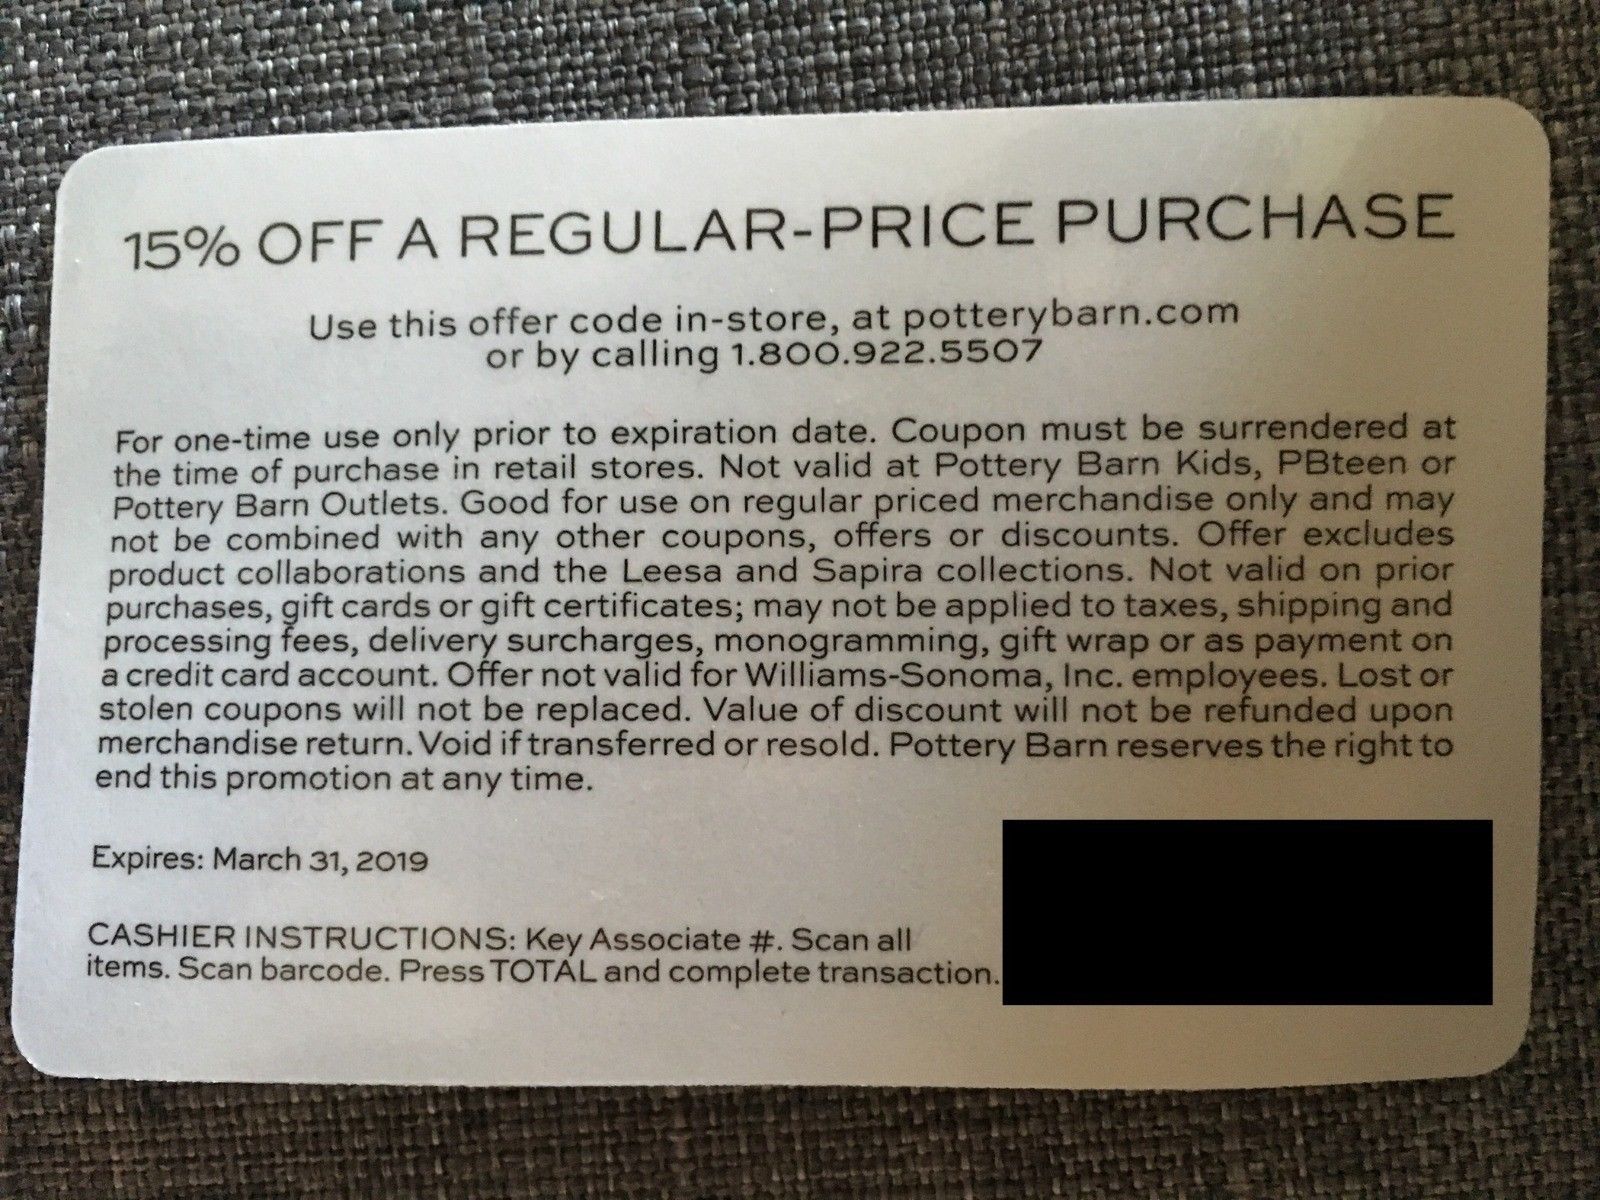 15% OFF A REGULAR-PRICE PURCHASE
Use this offer code in-store, at potterybarn.com
or by calling 1.800.922.5507
For one-time use only prior to expiration date. Coupon must be surrendered at
the time of purchase in retail stores. Not valid at Pottery Barn Kids, PBteen or
Pottery Barn Outlets. Good for use on regular priced merchandise only and may
not be combined with any other coupons, offers or discounts. Offer excludes
product collaborations and the Leesa and Sapira collections. Not valid on prior
purchases, gift cards or gift certificates; may not be applied to taxes, shipping and
processing fees, delivery surcharges, monogramming, gift wrap or as payment on
a credit card account. Offer not valid for Williams-Sonoma, Inc. employees. Lost or
stolen coupons will not be replaced. Value of discount will not be refunded upon
merchandise return. Void if transferred or resold. Pottery Barn reserves the right to
end this promotion at any time.
Expires: March 31, 2019
CASHIER INSTRUCTIONS: Key Associate #. Scan all
items. Scan barcode. Press TOTAL and complete transaction.